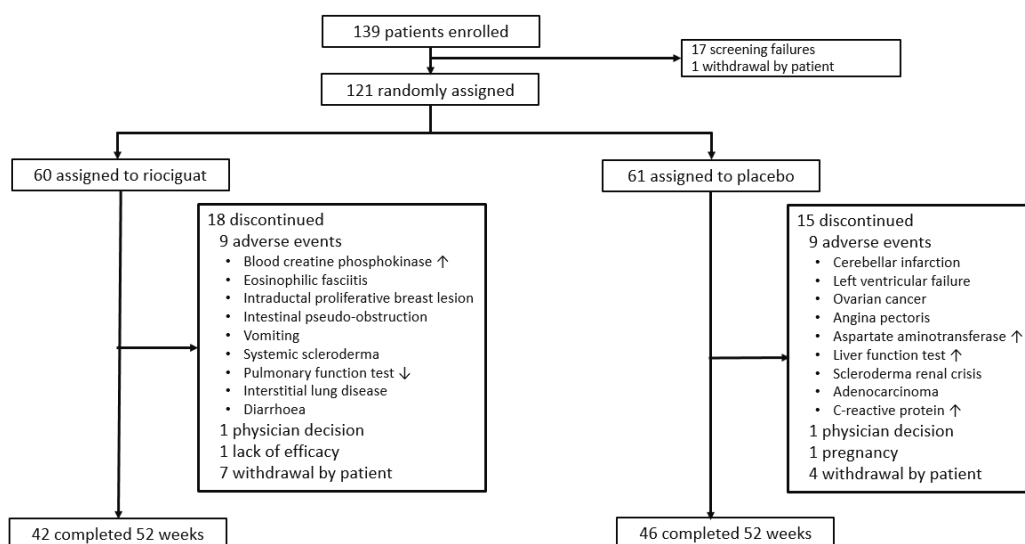 139 patients enrolled
17 screening failures
1 withdrawal by patient
121 randomly assigned
60 assigned to riociguat
61 assigned to placebo
18 discontinued
9 adverse events
• Blood creatine phosphokinase ↑
• Eosinophilic fasciitis
• Intraductal proliferative breast lesion
• Intestinal pseudo-obstruction
• Vomiting
• Systemic scleroderma
• Pulmonary function test ↓
• Interstitial lung disease
• Diarrhoea
1 physician decision
1 lack of efficacy
7 withdrawal by patient
15 discontinued
9 adverse events
• Cerebellar infarction
• Left ventricular failure
• Ovarian cancer
• Angina pectoris
• Aspartate aminotransferase ↑
• Liver function test ↑
• Scleroderma renal crisis
• Adenocarcinoma
• C-reactive protein ↑
1 physician decision
1 pregnancy
4 withdrawal by patient
42 completed 52 weeks
46 completed 52 weeks